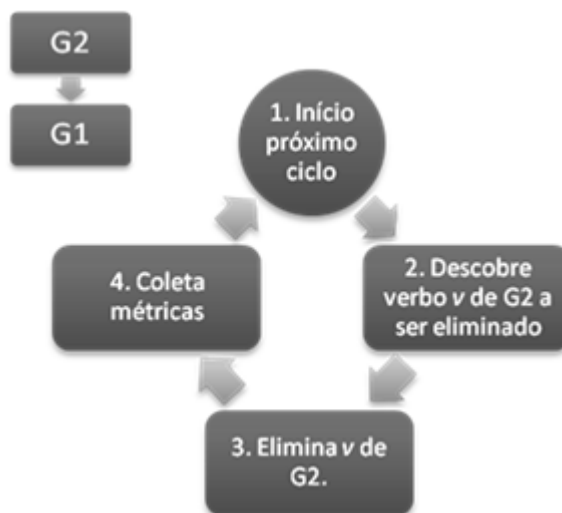 G2
G1
1. Início
próximo
ciclo
2. Descobre
verbo v de G2 a
ser eliminado
3. Elimina v de
G2.
4. Coleta
métricas